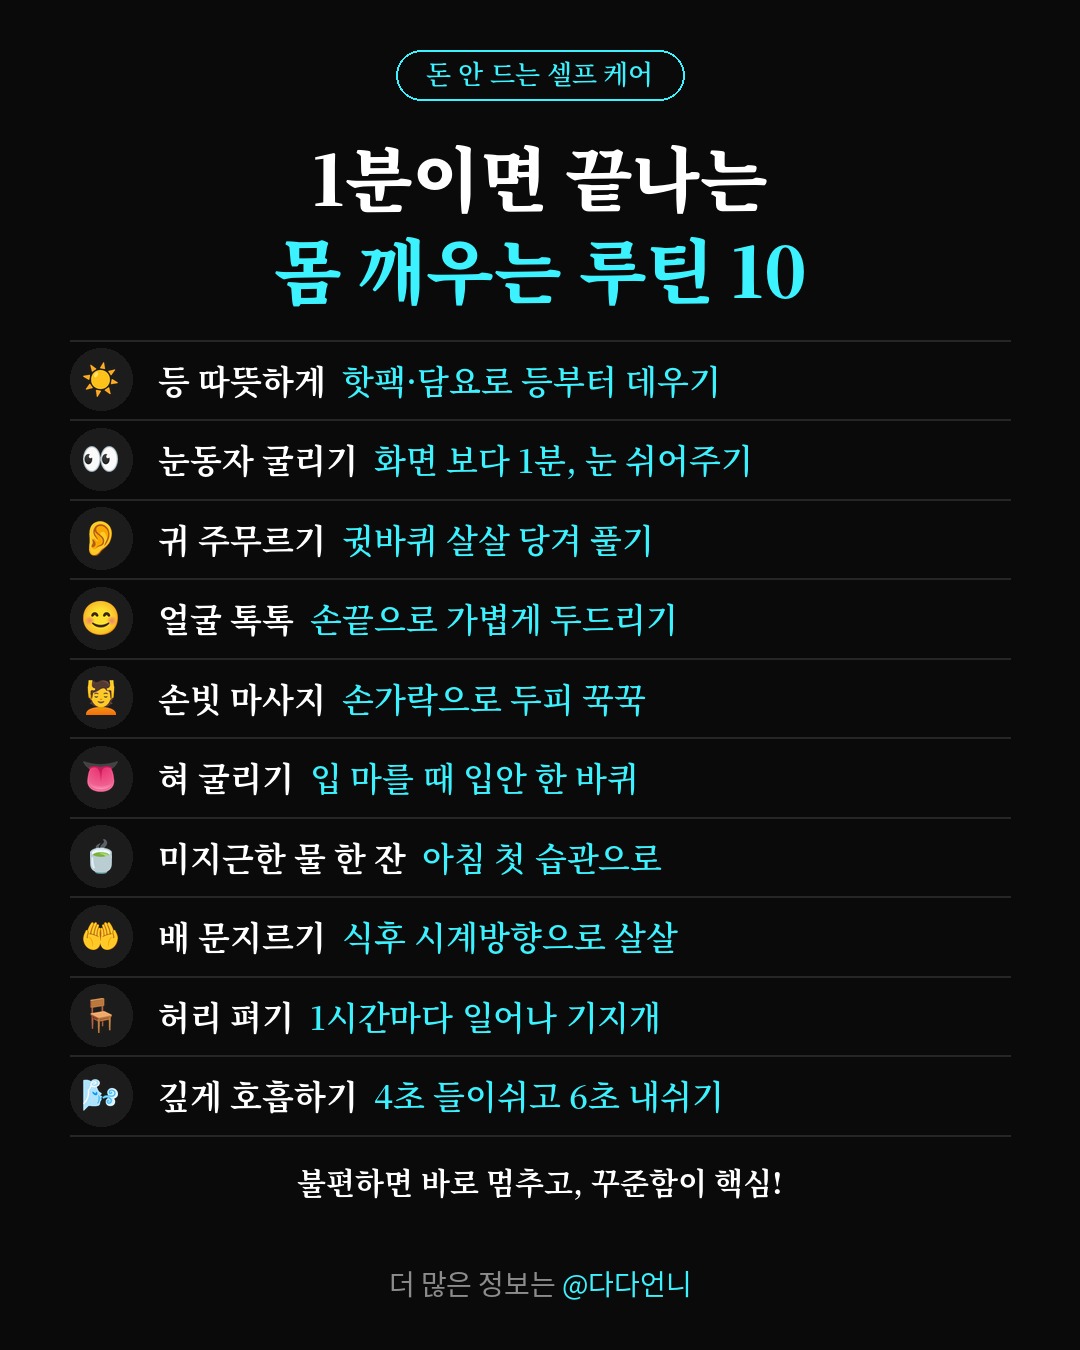 돈 안 드는 셀프 케어
1분이면 끝나는
몸 깨우는 루틴 10
등 따뜻하게 핫팩·담요로 등부터 데우기
눈동자 굴리기 화면 보다 1분, 눈 쉬어주기
귀 주무르기 귓바퀴 살살 당겨 풀기
얼굴 톡톡 손끝으로 가볍게 두드리기
손빗 마사지 손가락으로 두피 꾹꾹
혀 굴리기 입 마를 때 입안 한 바퀴
미지근한 물 한 잔 아침 첫 습관으로
배 문지르기 식후 시계방향으로 살살
허리 펴기 1시간마다 일어나 기지개
깊게 호흡하기 4초 들이쉬고 6초 내쉬기
불편하면 바로 멈추고, 꾸준함이 핵심!
더 많은 정보는 @다다언니